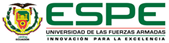 ESPE
UNIVERSIDAD DE LAS FUERZAS ARMADAS
INNOVACIÓN PARA LA EXCELENCIA